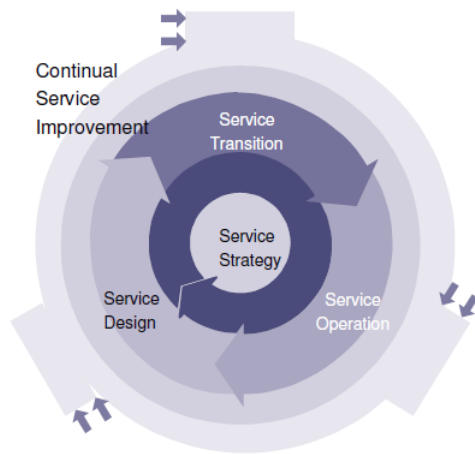 Continual
Service
Improvement
Service
Transition
Service
Strategy
Service
Design
Service
Operation